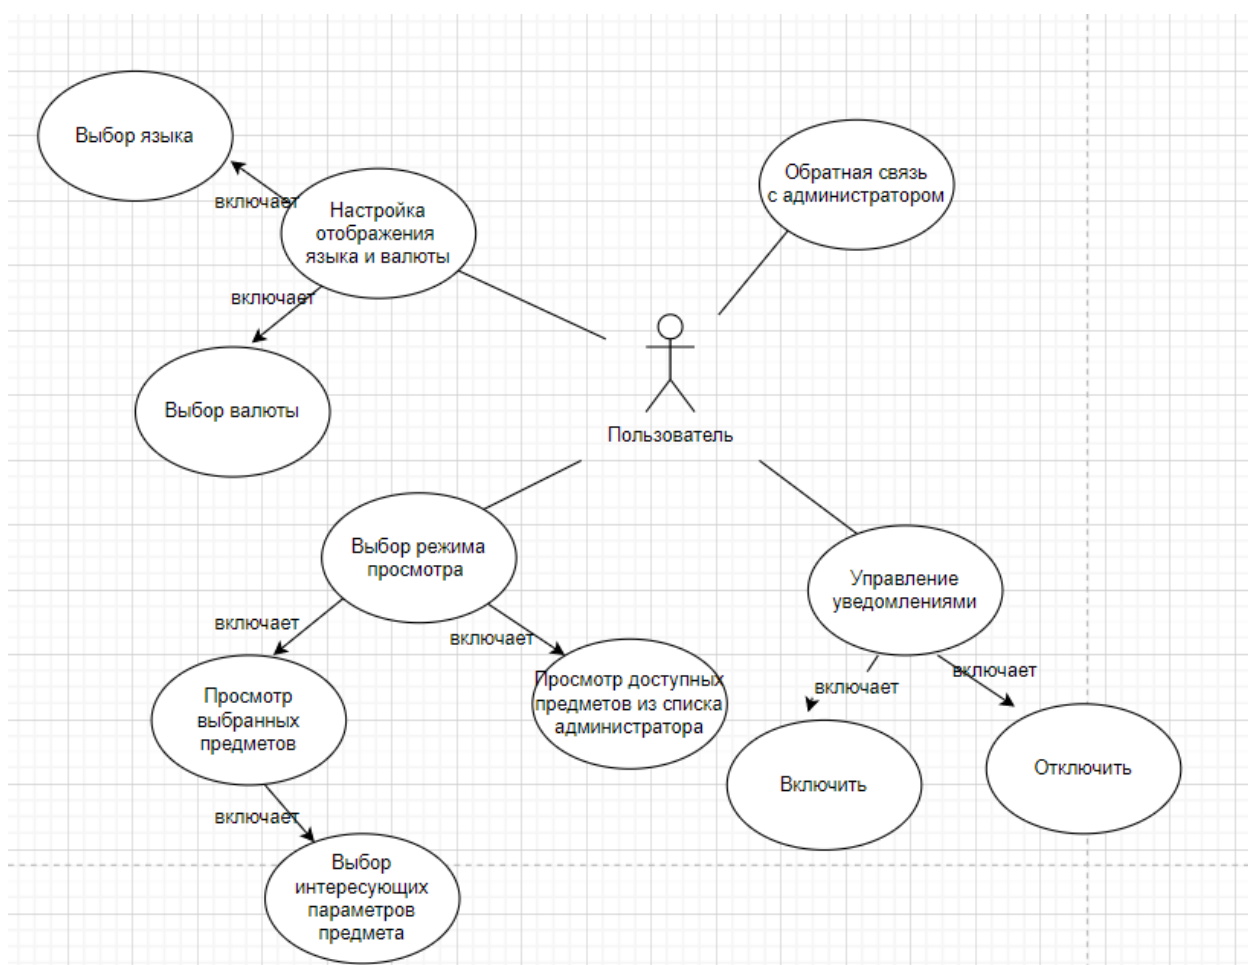 Выбор языка
включает
Настройка
отображения
языка и валюты
включает
Выбор валюты
Обратная связь
с администратором
Пользователь
Выбор режима
просмотра
включает
включает
Просмотр
выбранных
предметов
Просмотр доступных
предметов из списка
администратора
включает
Выбор
интересующих
параметров
предмета
Управление
уведомлениями
включает
включает
Включить
Отключить